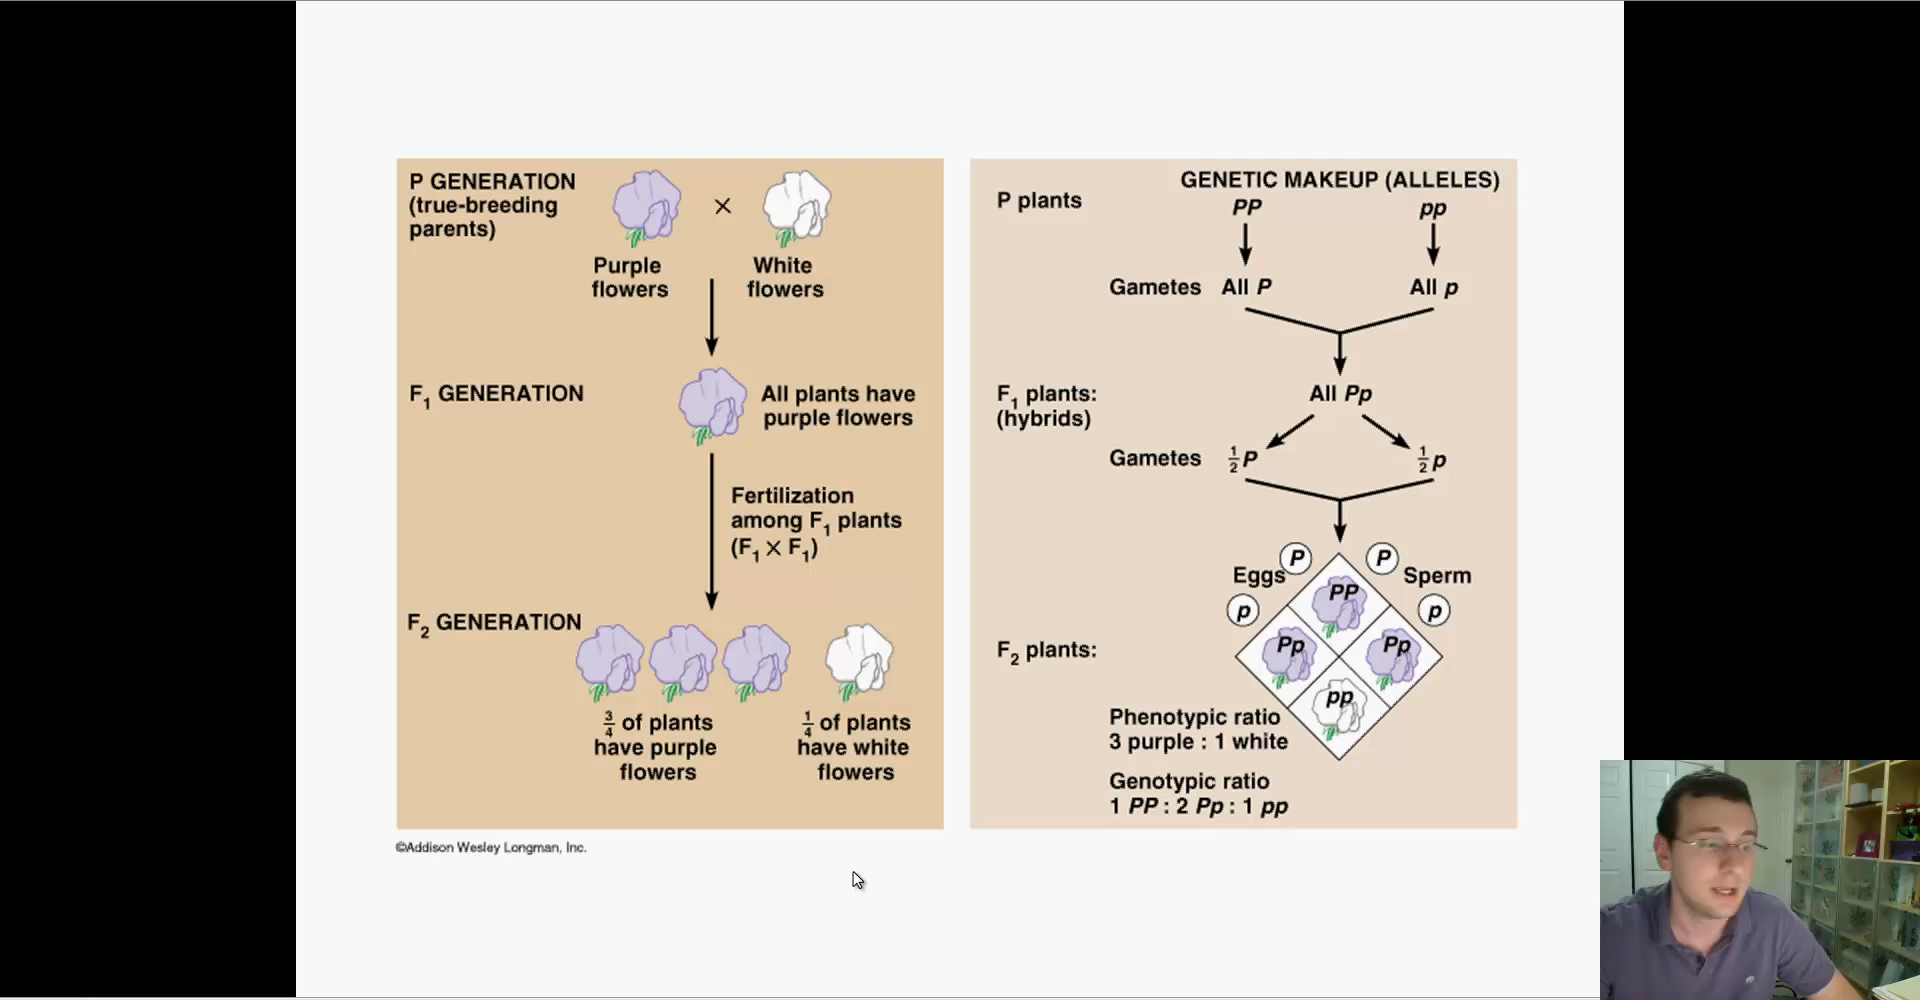 P GENERATION
(true-breeding
parents)
×
Purple
flowers
White
flowers
F1 GENERATION
All plants have
purple flowers
Fertilization
among F1 plants
(F1 × F1)
F2 GENERATION
3/4 of plants
have purple
flowers
1/4 of plants
have white
flowers
©Addison Wesley Longman, Inc.
GENETIC MAKEUP (ALLELES)
P plants
PP
pp
Gametes
All P
All p
F1 plants:
(hybrids)
All Pp
Gametes
1/2 P
1/2 p
P
P
Eggs
Sperm
p
p
PP
Pp
Pp
pp
F2 plants:
Phenotypic ratio
3 purple : 1 white
Genotypic ratio
1 PP : 2 Pp : 1 pp